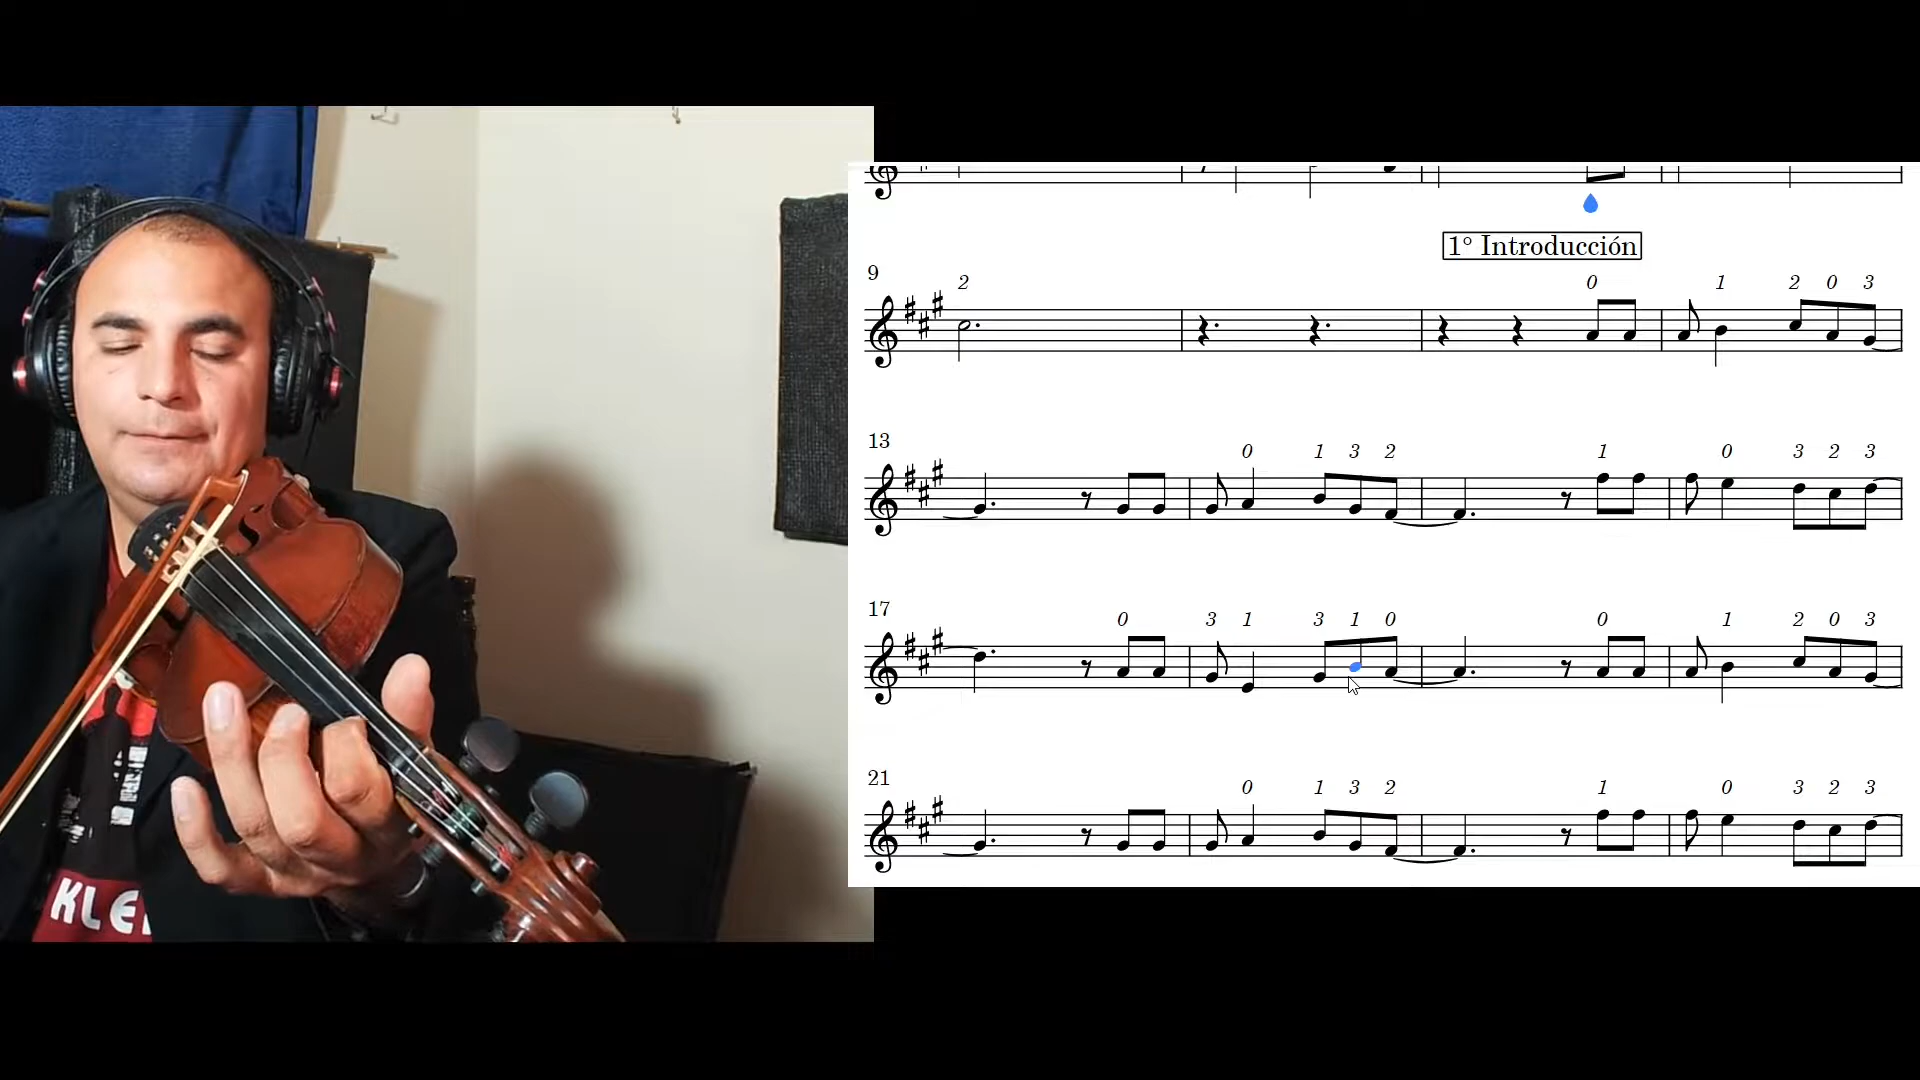 1° Introducción
9 2 0 1 2 0 3
13 0 1 3 2 1 0 3 2 3
17 0 3 1 3 1 0 0 1 2 0 3
21 0 1 3 2 1 0 3 2 3
KLE